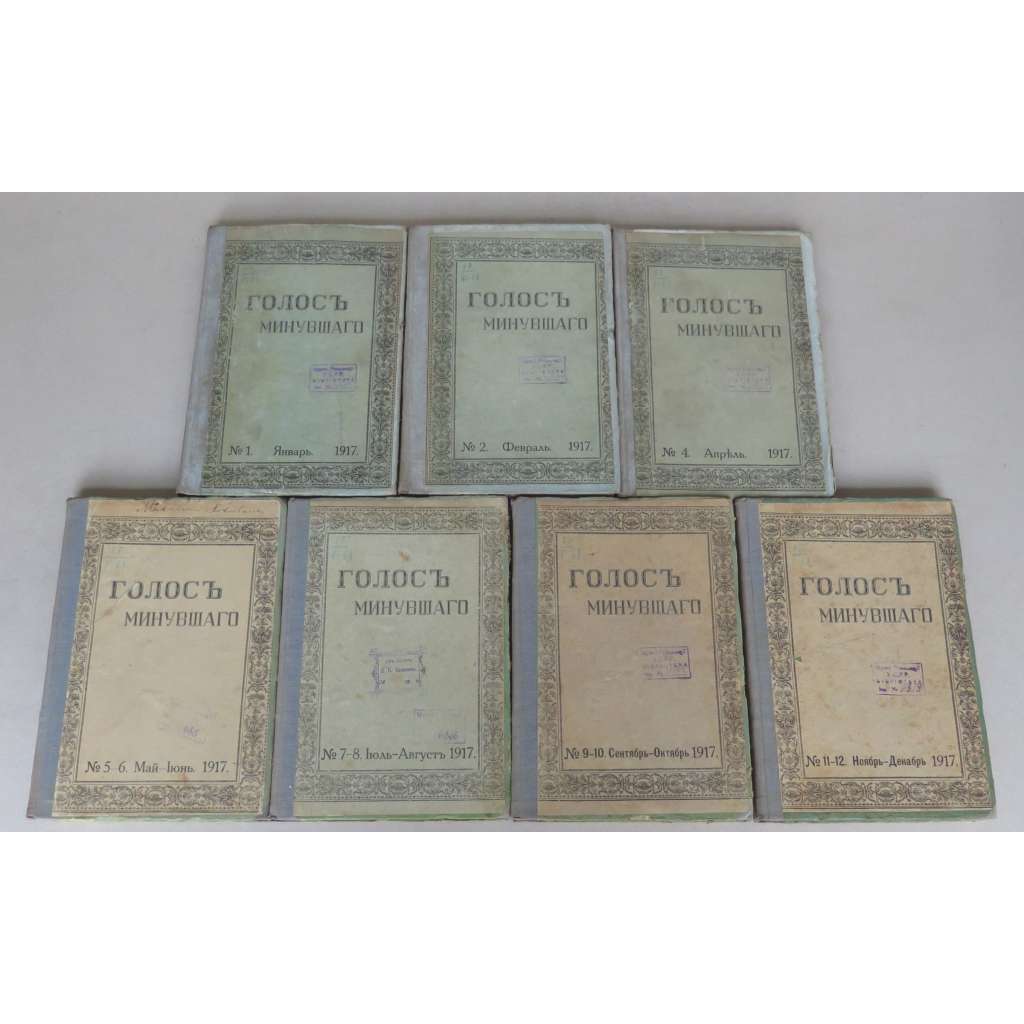 ГОЛОСЪ
МИНУВШАГО
№ 1. Январь. 1917.
ГОЛОСЪ
МИНУВШАГО
№ 2. Февраль. 1917.
ГОЛОСЪ
МИНУВШАГО
№ 4. Апрѣль. 1917.
ГОЛОСЪ
МИНУВШАГО
№ 5-6. Май-Іюнь. 1917.
ГОЛОСЪ
МИНУВШАГО
№ 7-8. Іюль-Августъ 1917.
ГОЛОСЪ
МИНУВШАГО
№ 9-10. Сентябрь-Октябрь 1917.
ГОЛОСЪ
МИНУВШАГО
№ 11-12. Ноябрь-Декабрь 1917.